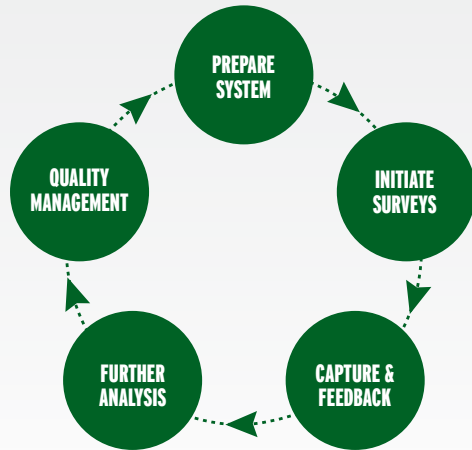 PREPARE
SYSTEM
INITIATE
SURVEYS
CAPTURE &
FEEDBACK
FURTHER
ANALYSIS
QUALITY
MANAGEMENT